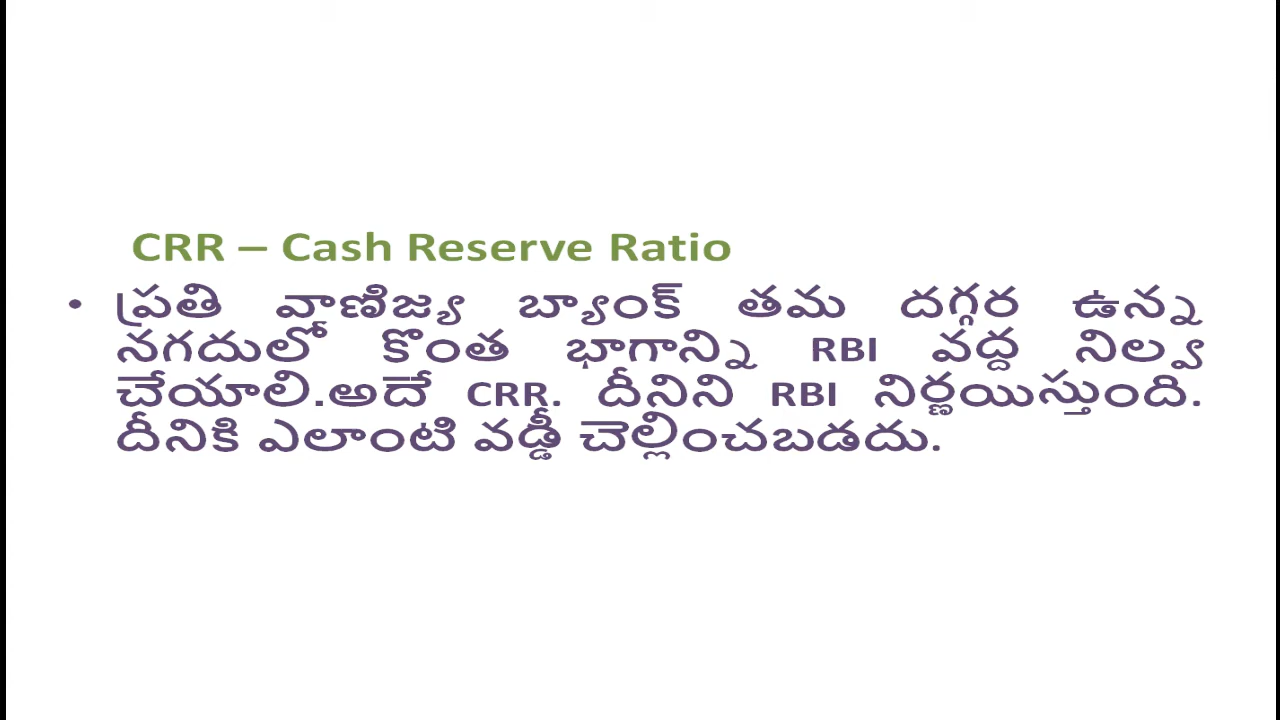 CRR – Cash Reserve Ratio
• ప్రతి వాణిజ్య బ్యాంక్ తమ దగ్గర ఉన్న
నగదులో కొంత భాగాన్ని RBI వద్ద నిల్వ
చేయాలి.అదే CRR. దీనిని RBI నిర్ణయిస్తుంది.
దీనికి ఎలాంటి వడ్డీ చెల్లించబడదు.